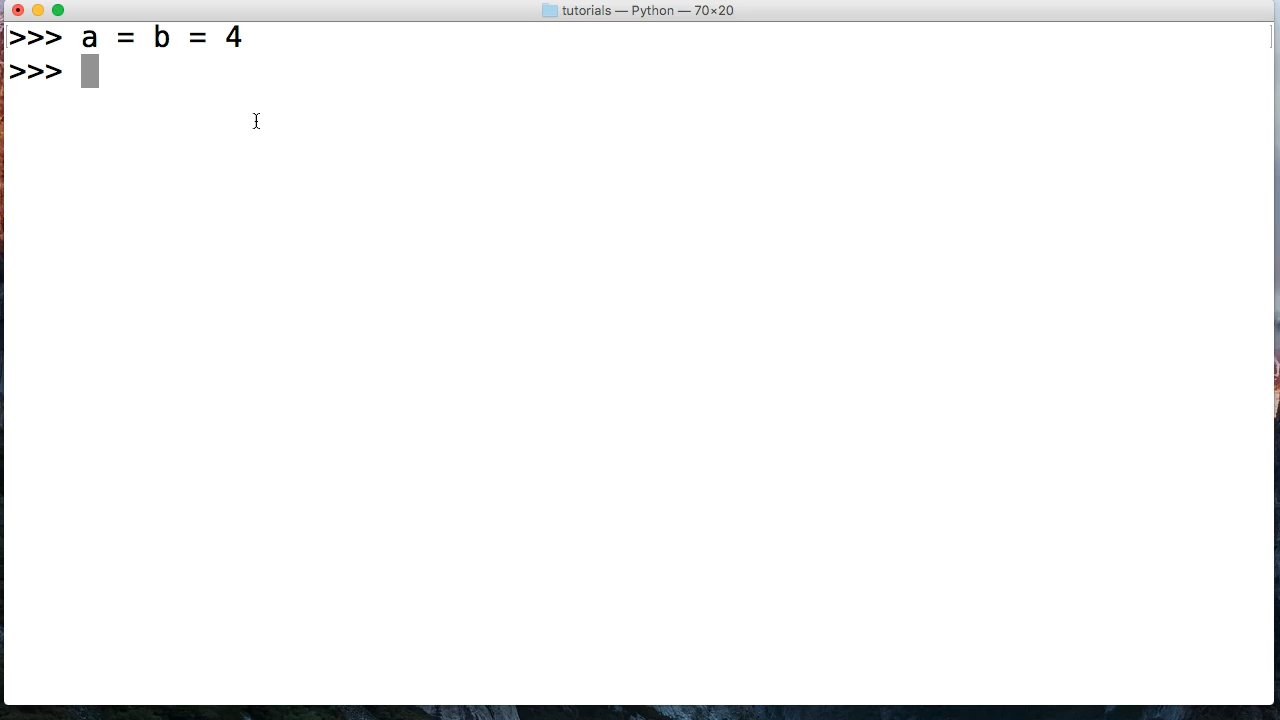 tutorials — Python — 70×20
>>> a = b = 4
>>>